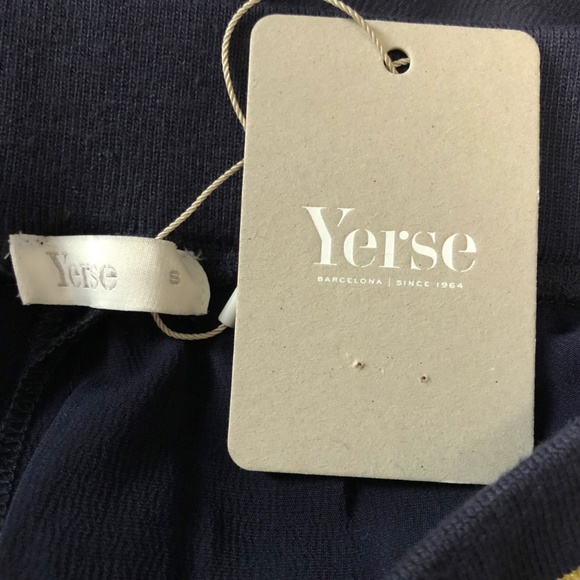 Yerse
S
Yerse
BARCELONA | SINCE 1964